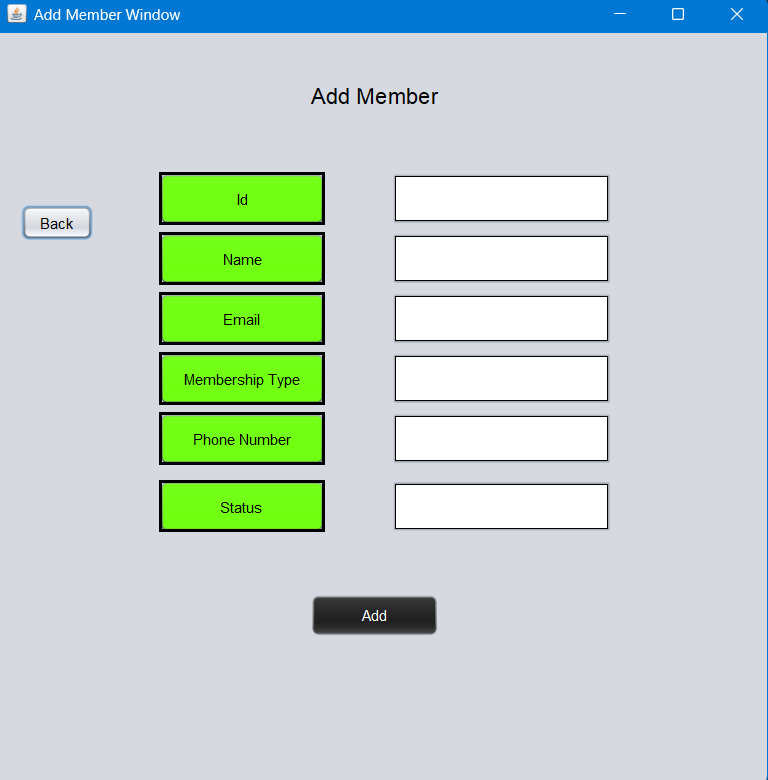 Add Member Window
Add Member
Id
Back
Name
Email
Membership Type
Phone Number
Status
Add